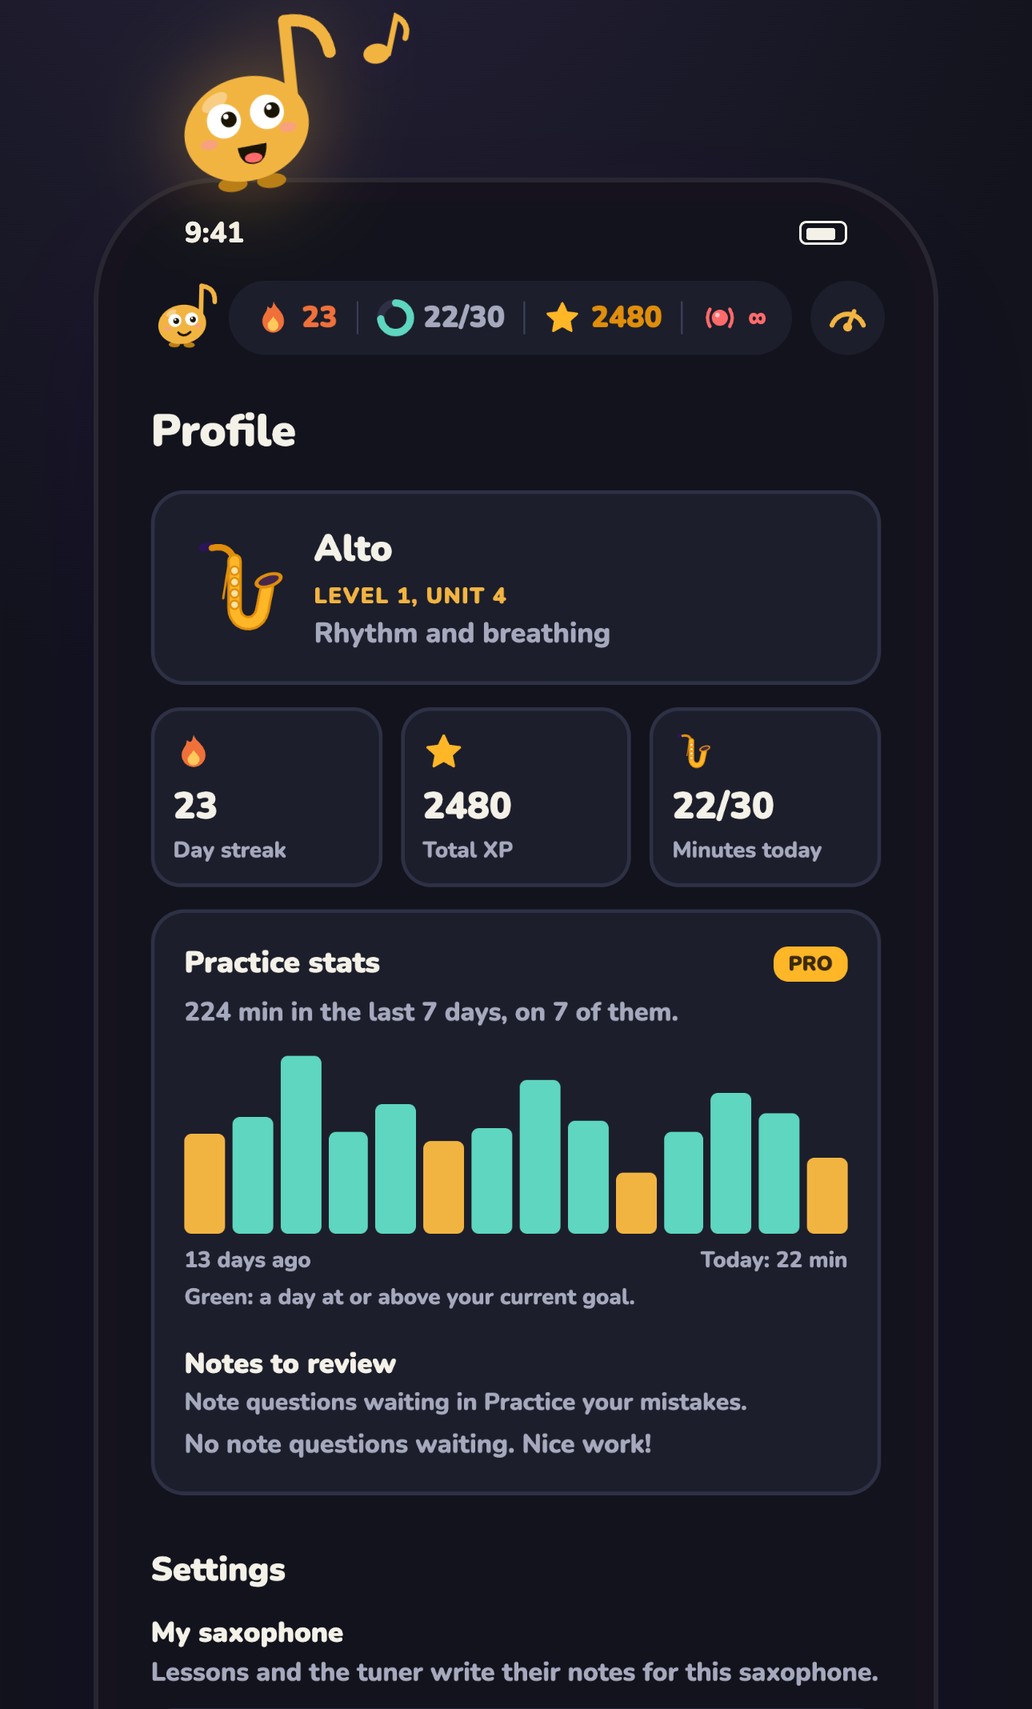 9:41
23 22/30 2480 ∞
Profile
Alto
LEVEL 1, UNIT 4
Rhythm and breathing
23 2480 22/30
Day streak Total XP Minutes today
Practice stats PRO
224 min in the last 7 days, on 7 of them.
13 days ago Today: 22 min
Green: a day at or above your current goal.
Notes to review
Note questions waiting in Practice your mistakes.
No note questions waiting. Nice work!
Settings
My saxophone
Lessons and the tuner write their notes for this saxophone.